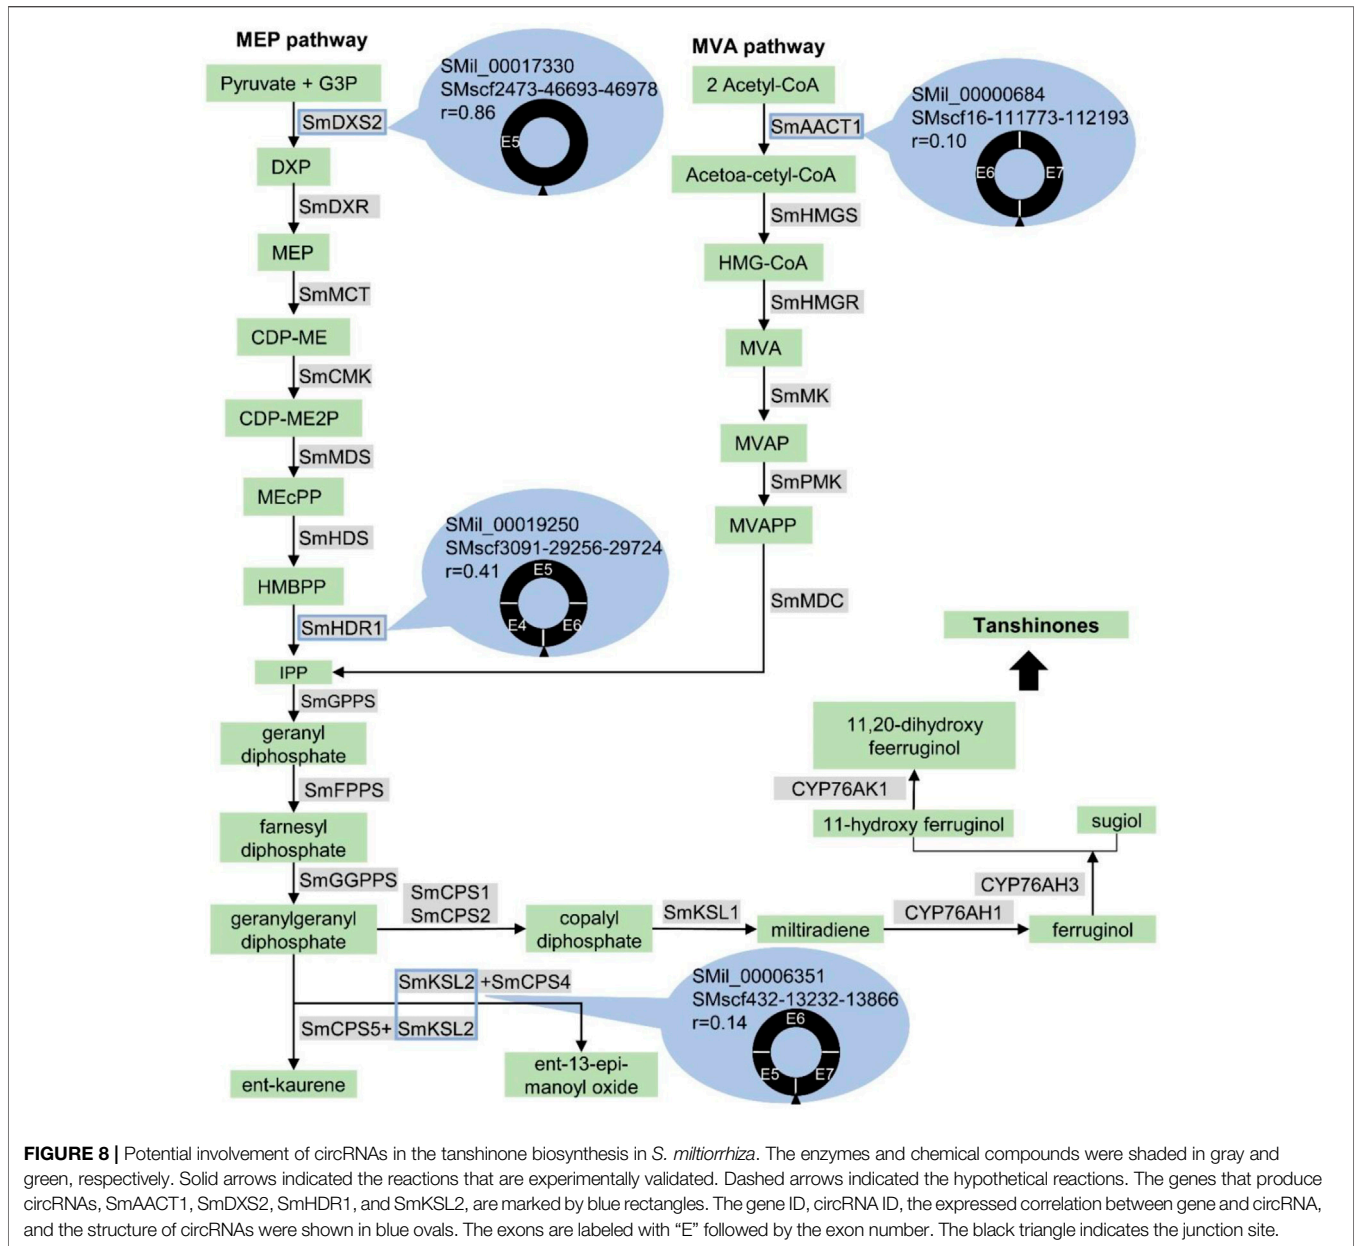 MEP pathway
Pyruvate + G3P
SmDXS2
SMil_00017330
SMscf2473-46693-46978
r=0.86
E5
DXP
SmDXR
MEP
SmMCT
CDP-ME
SmCMK
CDP-ME2P
SmMDS
MEcPP
SmHDS
HMBPP
SmHDR1
SMil_00019250
SMscf3091-29256-29724
r=0.41
E5
E4
E6
IPP
MVA pathway
2 Acetyl-CoA
SmAACT1
SMil_00000684
SMscf16-111773-112193
r=0.10
E6
E7
Acetoa-cetyl-CoA
SmHMGS
HMG-CoA
SmHMGR
MVA
SmMK
MVAP
SmPMK
MVAPP
SmMDC
SmGPPS
geranyl
diphosphate
SmFPPS
farnesyl
diphosphate
SmGGPPS
geranylgeranyl
diphosphate
SmCPS1
SmCPS2
copalyl
diphosphate
SmKSL1
miltiradiene
CYP76AH1
ferruginol
CYP76AH3
11-hydroxy ferruginol
sugiol
CYP76AK1
11,20-dihydroxy
feerruginol
Tanshinones
SmKSL2 +SmCPS4
SmCPS5+ SmKSL2
SMil_00006351
SMscf432-13232-13866
r=0.14
E6
E5
E7
ent-kaurene
ent-13-epi-
manoyl oxide
FIGURE 8 | Potential involvement of circRNAs in the tanshinone biosynthesis in S. miltiorrhiza. The enzymes and chemical compounds were shaded in gray and
green, respectively. Solid arrows indicated the reactions that are experimentally validated. Dashed arrows indicated the hypothetical reactions. The genes that produce
circRNAs, SmAACT1, SmDXS2, SmHDR1, and SmKSL2, are marked by blue rectangles. The gene ID, circRNA ID, the expressed correlation between gene and circRNA,
and the structure of circRNAs were shown in blue ovals. The exons are labeled with “E” followed by the exon number. The black triangle indicates the junction site.